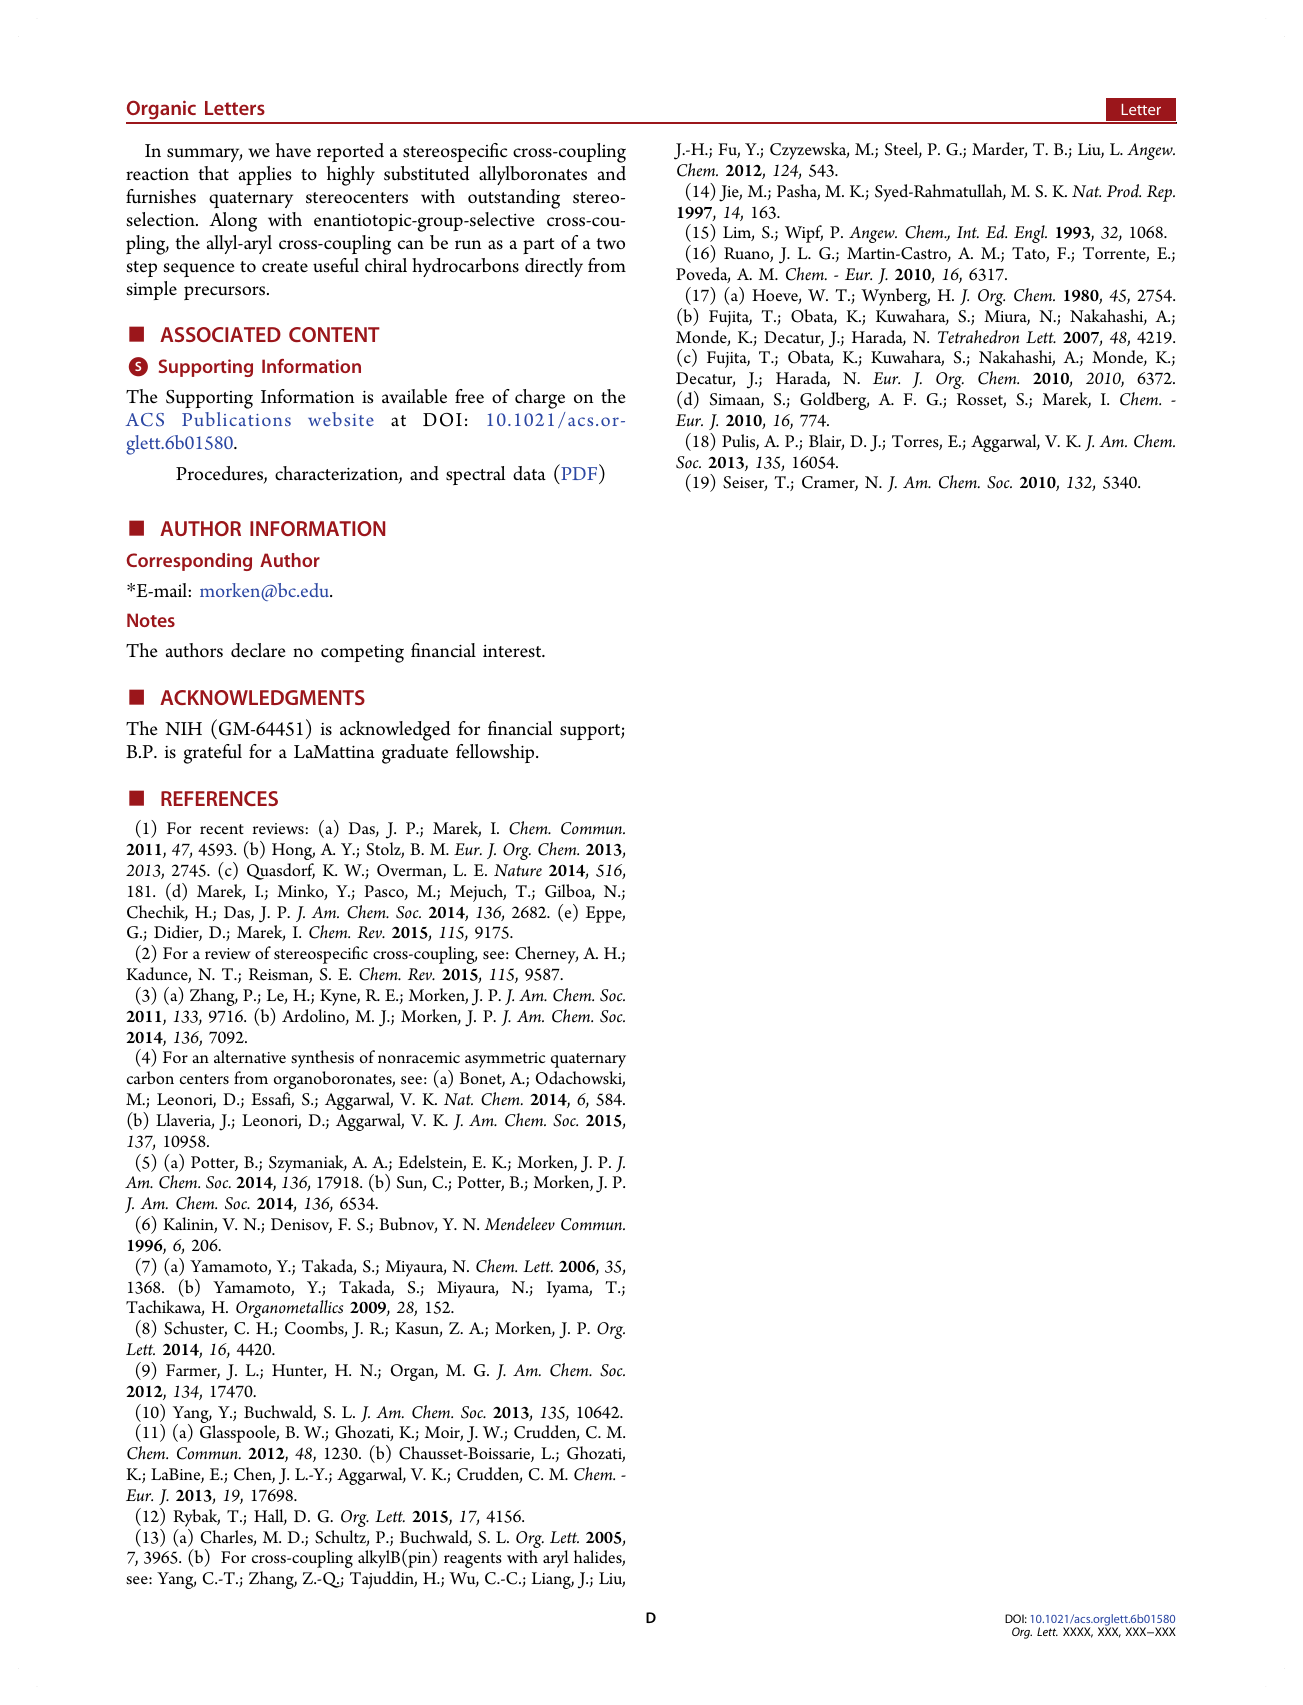 Organic Letters
Letter
In summary, we have reported a stereospecific cross-coupling
reaction that applies to highly substituted allylboronates and
furnishes quaternary stereocenters with outstanding stereo-
selection. Along with enantiotopic-group-selective cross-cou-
pling, the allyl-aryl cross-coupling can be run as a part of a two
step sequence to create useful chiral hydrocarbons directly from
simple precursors.
■ ASSOCIATED CONTENT
S Supporting Information
The Supporting Information is available free of charge on the
ACS Publications website at DOI: 10.1021/acs.or-
glett.6b01580.
Procedures, characterization, and spectral data (PDF)
■ AUTHOR INFORMATION
Corresponding Author
*E-mail: morken@bc.edu.
Notes
The authors declare no competing financial interest.
■ ACKNOWLEDGMENTS
The NIH (GM-64451) is acknowledged for financial support;
B.P. is grateful for a LaMattina graduate fellowship.
■ REFERENCES
(1) For recent reviews: (a) Das, J. P.; Marek, I. Chem. Commun.
2011, 47, 4593. (b) Hong, A. Y.; Stolz, B. M. Eur. J. Org. Chem. 2013,
2013, 2745. (c) Quasdorf, K. W.; Overman, L. E. Nature 2014, 516,
181. (d) Marek, I.; Minko, Y.; Pasco, M.; Mejuch, T.; Gilboa, N.;
Chechik, H.; Das, J. P. J. Am. Chem. Soc. 2014, 136, 2682. (e) Eppe,
G.; Didier, D.; Marek, I. Chem. Rev. 2015, 115, 9175.
(2) For a review of stereospecific cross-coupling, see: Cherney, A. H.;
Kadunce, N. T.; Reisman, S. E. Chem. Rev. 2015, 115, 9587.
(3) (a) Zhang, P.; Le, H.; Kyne, R. E.; Morken, J. P. J. Am. Chem. Soc.
2011, 133, 9716. (b) Ardolino, M. J.; Morken, J. P. J. Am. Chem. Soc.
2014, 136, 7092.
(4) For an alternative synthesis of nonracemic asymmetric quaternary
carbon centers from organoboronates, see: (a) Bonet, A.; Odachowski,
M.; Leonori, D.; Essafi, S.; Aggarwal, V. K. Nat. Chem. 2014, 6, 584.
(b) Llaveria, J.; Leonori, D.; Aggarwal, V. K. J. Am. Chem. Soc. 2015,
137, 10958.
(5) (a) Potter, B.; Szymaniak, A. A.; Edelstein, E. K.; Morken, J. P. J.
Am. Chem. Soc. 2014, 136, 17918. (b) Sun, C.; Potter, B.; Morken, J. P.
J. Am. Chem. Soc. 2014, 136, 6534.
(6) Kalinin, V. N.; Denisov, F. S.; Bubnov, Y. N. Mendeleev Commun.
1996, 6, 206.
(7) (a) Yamamoto, Y.; Takada, S.; Miyaura, N. Chem. Lett. 2006, 35,
1368. (b) Yamamoto, Y.; Takada, S.; Miyaura, N.; Iyama, T.;
Tachikawa, H. Organometallics 2009, 28, 152.
(8) Schuster, C. H.; Coombs, J. R.; Kasun, Z. A.; Morken, J. P. Org.
Lett. 2014, 16, 4420.
(9) Farmer, J. L.; Hunter, H. N.; Organ, M. G. J. Am. Chem. Soc.
2012, 134, 17470.
(10) Yang, Y.; Buchwald, S. L. J. Am. Chem. Soc. 2013, 135, 10642.
(11) (a) Glasspoole, B. W.; Ghozati, K.; Moir, J. W.; Crudden, C. M.
Chem. Commun. 2012, 48, 1230. (b) Chausset-Boissarie, L.; Ghozati,
K.; LaBine, E.; Chen, J. L.-Y.; Aggarwal, V. K.; Crudden, C. M. Chem. -
Eur. J. 2013, 19, 17698.
(12) Rybak, T.; Hall, D. G. Org. Lett. 2015, 17, 4156.
(13) (a) Charles, M. D.; Schultz, P.; Buchwald, S. L. Org. Lett. 2005,
7, 3965. (b) For cross-coupling alkylB(pin) reagents with aryl halides,
see: Yang, C.-T.; Zhang, Z.-Q.; Tajuddin, H.; Wu, C.-C.; Liang, J.; Liu,
J.-H.; Fu, Y.; Czyzewska, M.; Steel, P. G.; Marder, T. B.; Liu, L. Angew.
Chem. 2012, 124, 543.
(14) Jie, M.; Pasha, M. K.; Syed-Rahmatullah, M. S. K. Nat. Prod. Rep.
1997, 14, 163.
(15) Lim, S.; Wipf, P. Angew. Chem., Int. Ed. Engl. 1993, 32, 1068.
(16) Ruano, J. L. G.; Martin-Castro, A. M.; Tato, F.; Torrente, E.;
Poveda, A. M. Chem. - Eur. J. 2010, 16, 6317.
(17) (a) Hoeve, W. T.; Wynberg, H. J. Org. Chem. 1980, 45, 2754.
(b) Fujita, T.; Obata, K.; Kuwahara, S.; Miura, N.; Nakahashi, A.;
Monde, K.; Decatur, J.; Harada, N. Tetrahedron Lett. 2007, 48, 4219.
(c) Fujita, T.; Obata, K.; Kuwahara, S.; Nakahashi, A.; Monde, K.;
Decatur, J.; Harada, N. Eur. J. Org. Chem. 2010, 2010, 6372.
(d) Simaan, S.; Goldberg, A. F. G.; Rosset, S.; Marek, I. Chem. -
Eur. J. 2010, 16, 774.
(18) Pulis, A. P.; Blair, D. J.; Torres, E.; Aggarwal, V. K. J. Am. Chem.
Soc. 2013, 135, 16054.
(19) Seiser, T.; Cramer, N. J. Am. Chem. Soc. 2010, 132, 5340.
D
DOI: 10.1021/acs.orglett.6b01580
Org. Lett. XXXX, XXX, XXX−XXX